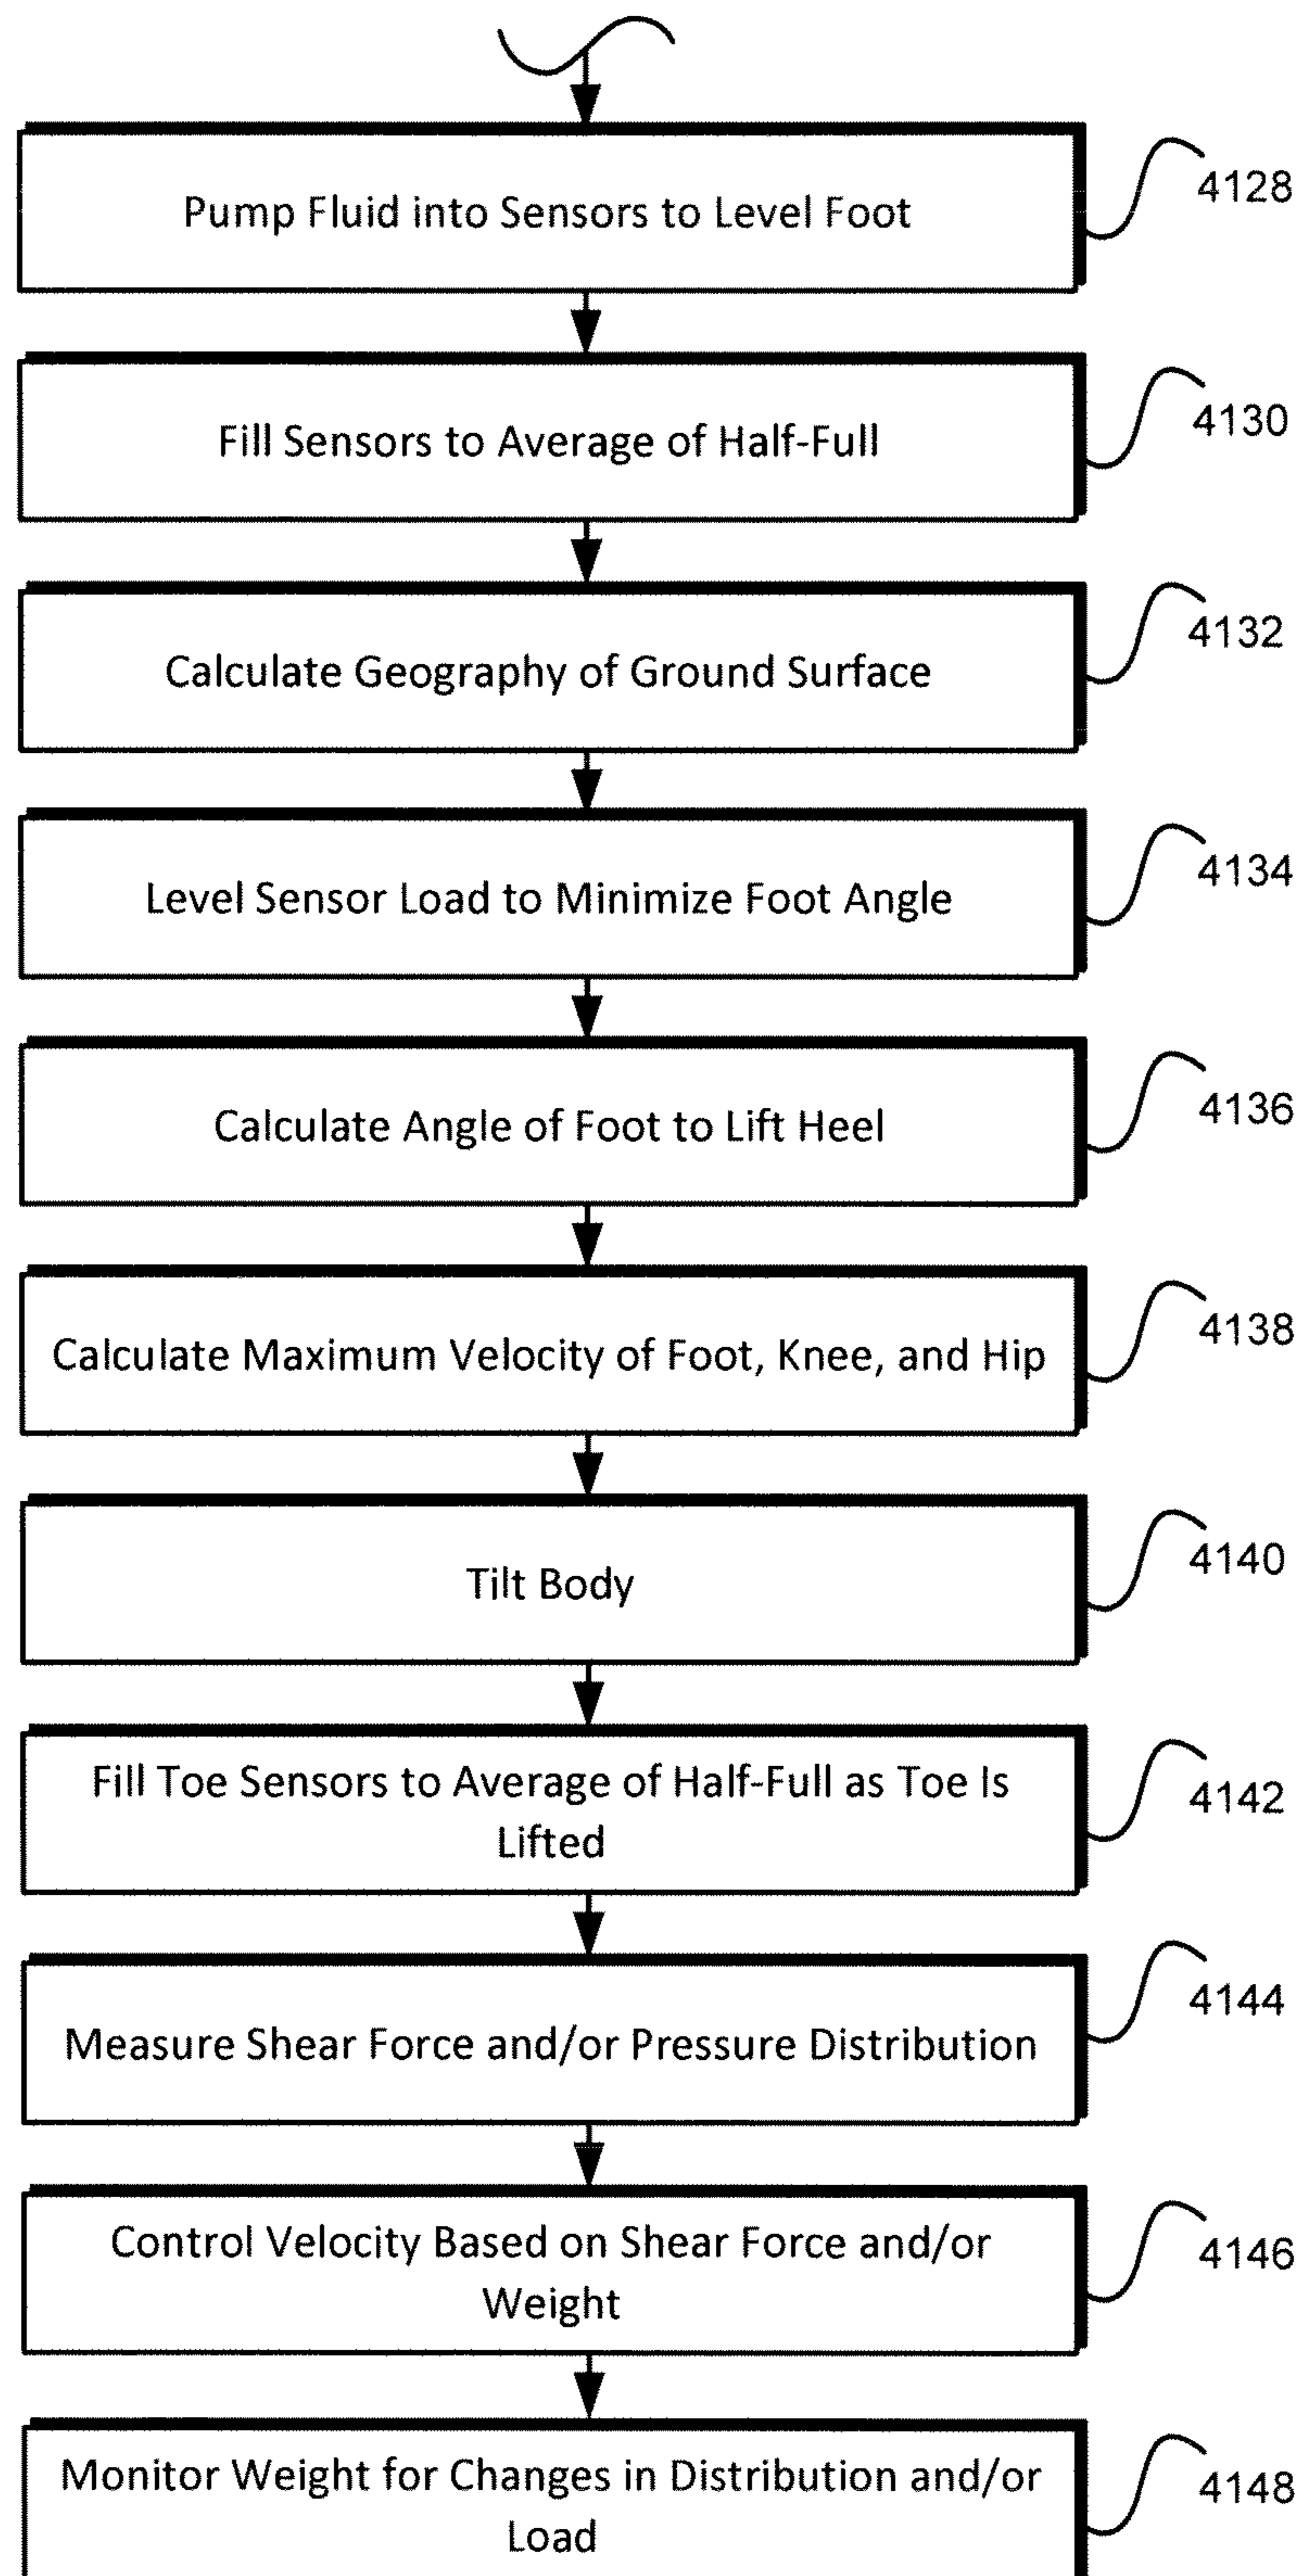 Pump Fluid into Sensors to Level Foot
4128
Fill Sensors to Average of Half-Full
4130
Calculate Geography of Ground Surface
4132
Level Sensor Load to Minimize Foot Angle
4134
Calculate Angle of Foot to Lift Heel
4136
Calculate Maximum Velocity of Foot, Knee, and Hip
4138
Tilt Body
4140
Fill Toe Sensors to Average of Half-Full as Toe Is
Lifted
4142
Measure Shear Force and/or Pressure Distribution
4144
Control Velocity Based on Shear Force and/or
Weight
4146
Monitor Weight for Changes in Distribution and/or
Load
4148